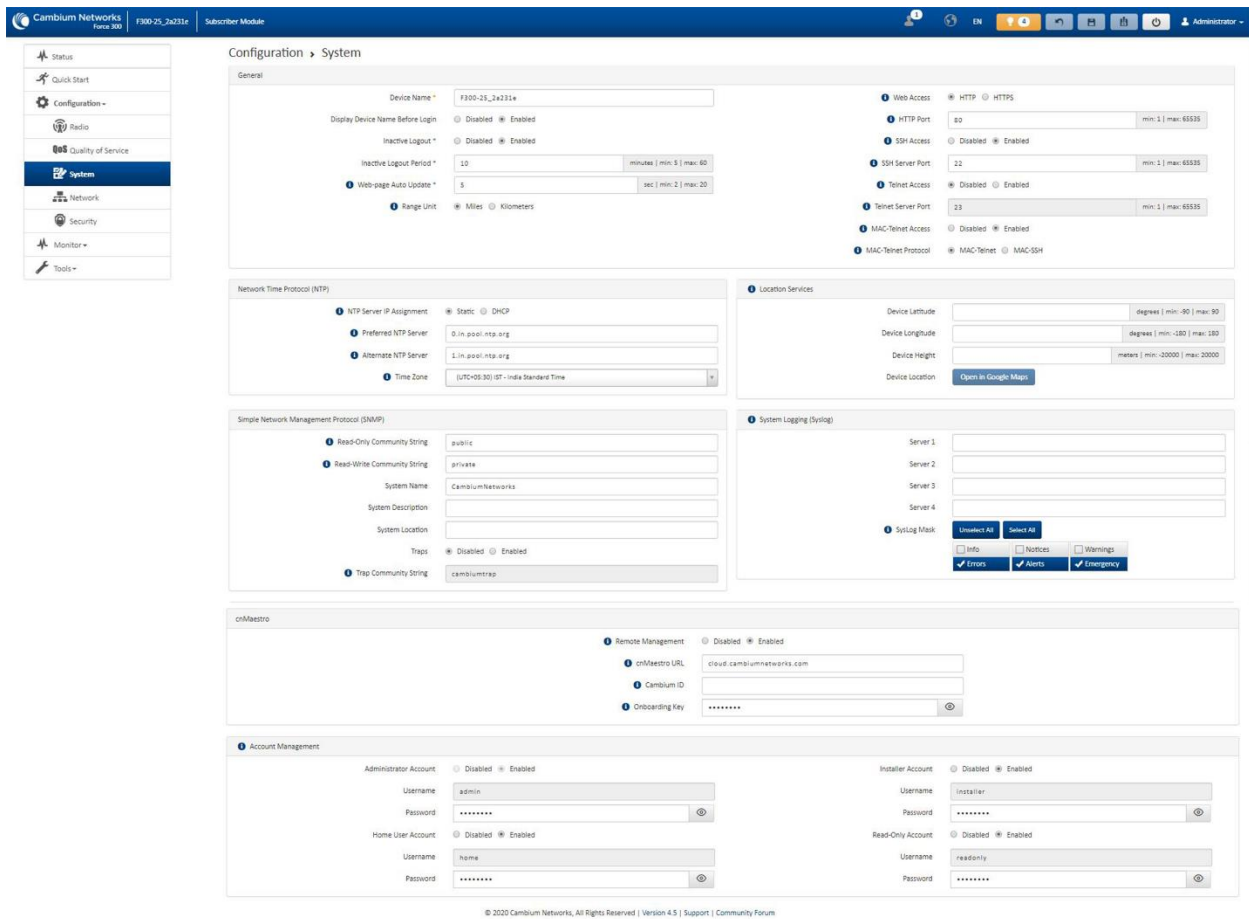 Cambium Networks
Force 300
F300-25_2a231e
Subscriber Module
1
EN
4
Administrator
Status
Quick Start
Configuration
Radio
QoS Quality of Service
System
Network
Security
Monitor
Tools
Configuration › System
General
Device Name *
F300-25_2a231e
Display Device Name Before Login
Disabled Enabled
Inactive Logout *
Disabled Enabled
Inactive Logout Period *
10
minutes | min: 5 | max: 60
Web-page Auto Update *
5
sec | min: 2 | max: 20
Range Unit
Miles Kilometers
Web Access
HTTP HTTPS
HTTP Port
80
min: 1 | max: 65535
SSH Access
Disabled Enabled
SSH Server Port
22
min: 1 | max: 65535
Telnet Access
Disabled Enabled
Telnet Server Port
23
min: 1 | max: 65535
MAC-Telnet Access
Disabled Enabled
MAC-Telnet Protocol
MAC-Telnet MAC-SSH
Network Time Protocol (NTP)
NTP Server IP Assignment
Static DHCP
Preferred NTP Server
0.in.pool.ntp.org
Alternate NTP Server
1.in.pool.ntp.org
Time Zone
(UTC+05:30) IST - India Standard Time
Location Services
Device Latitude
degrees | min: -90 | max: 90
Device Longitude
degrees | min: -180 | max: 180
Device Height
meters | min: -20000 | max: 20000
Device Location
Open in Google Maps
Simple Network Management Protocol (SNMP)
Read-Only Community String
public
Read-Write Community String
private
System Name
CambiumNetworks
System Description
System Location
Traps
Disabled Enabled
Trap Community String
cambiumtrap
System Logging (Syslog)
Server 1
Server 2
Server 3
Server 4
SysLog Mask
Unselect All Select All
Info Notices Warnings
Errors Alerts Emergency
cnMaestro
Remote Management
Disabled Enabled
cnMaestro URL
cloud.cambiumnetworks.com
Cambium ID
Onboarding Key
••••••••
Account Management
Administrator Account
Disabled Enabled
Username
admin
Password
••••••••
Home User Account
Disabled Enabled
Username
home
Password
••••••••
Installer Account
Disabled Enabled
Username
installer
Password
••••••••
Read-Only Account
Disabled Enabled
Username
readonly
Password
••••••••
© 2020 Cambium Networks, All Rights Reserved | Version 4.5 | Support | Community Forum